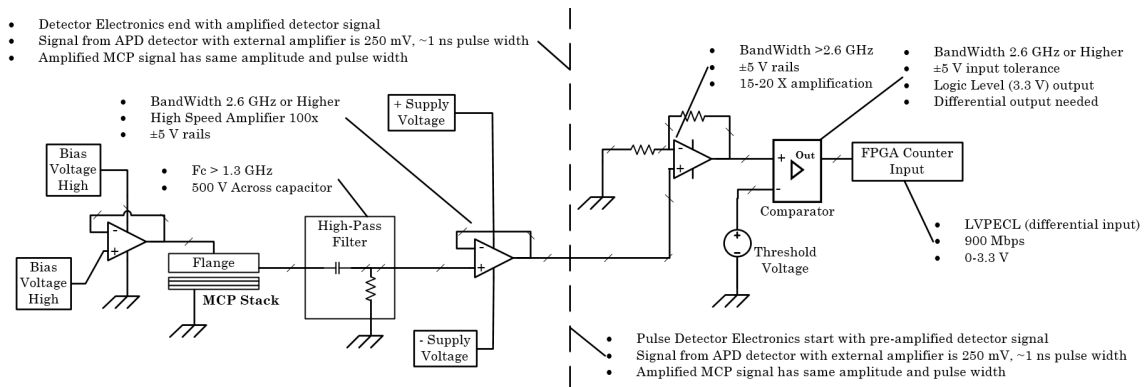 • Detector Electronics end with amplified detector signal
• Signal from APD detector with external amplifier is 250 mV, ~1 ns pulse width
• Amplified MCP signal has same amplitude and pulse width
• BandWidth 2.6 GHz or Higher
• High Speed Amplifier 100x
• ±5 V rails
+ Supply
Voltage
Bias
Voltage
High
• Fc > 1.3 GHz
• 500 V Across capacitor
High-Pass
Filter
-
+
Bias
Voltage
High
Flange
MCP Stack
-
+
- Supply
Voltage
• BandWidth >2.6 GHz
• ±5 V rails
• 15-20 X amplification
• BandWidth 2.6 GHz or Higher
• ±5 V input tolerance
• Logic Level (3.3 V) output
• Differential output needed
-
+
+
Out
-
Comparator
FPGA Counter
Input
+
-
Threshold
Voltage
• LVPECL (differential input)
• 900 Mbps
• 0-3.3 V
• Pulse Detector Electronics start with pre-amplified detector signal
• Signal from APD detector with external amplifier is 250 mV, ~1 ns pulse width
• Amplified MCP signal has same amplitude and pulse width